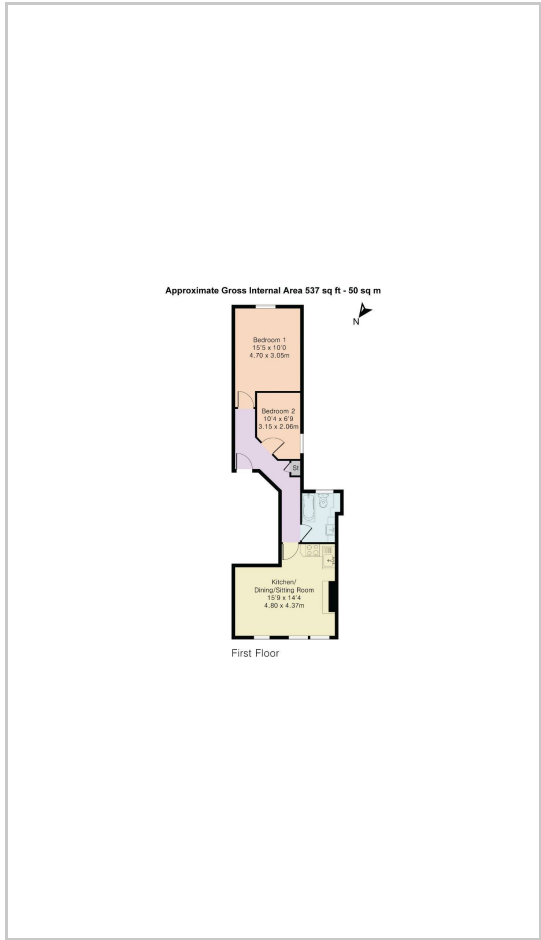 Approximate Gross Internal Area 537 sq ft - 50 sq m
N
Bedroom 1
15'5 x 10'0
4.70 x 3.05m
Bedroom 2
10'4 x 6'9
3.15 x 2.06m
St
Kitchen/
Dining/Sitting Room
15'9 x 14'4
4.80 x 4.37m
First Floor